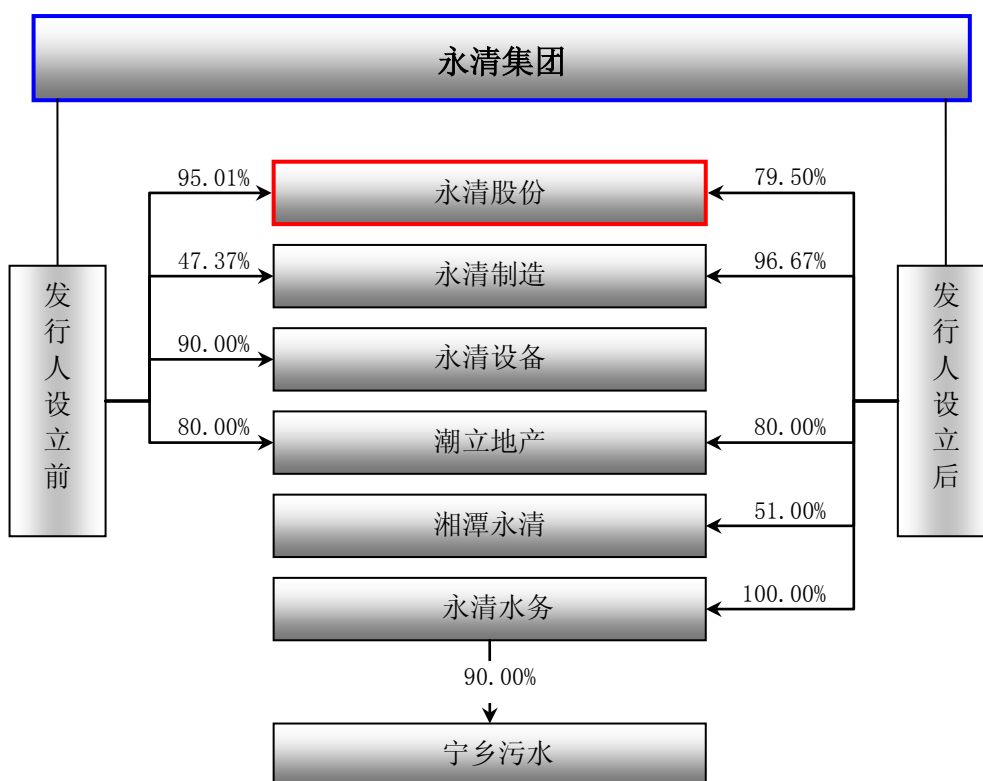 永清集团
95.01%
永清股份
79.50%
47.37%
永清制造
96.67%
发行人设立前
发行人设立后
90.00%
永清设备
80.00%
潮立地产
80.00%
湘潭永清
51.00%
永清水务
100.00%
90.00%
宁乡污水